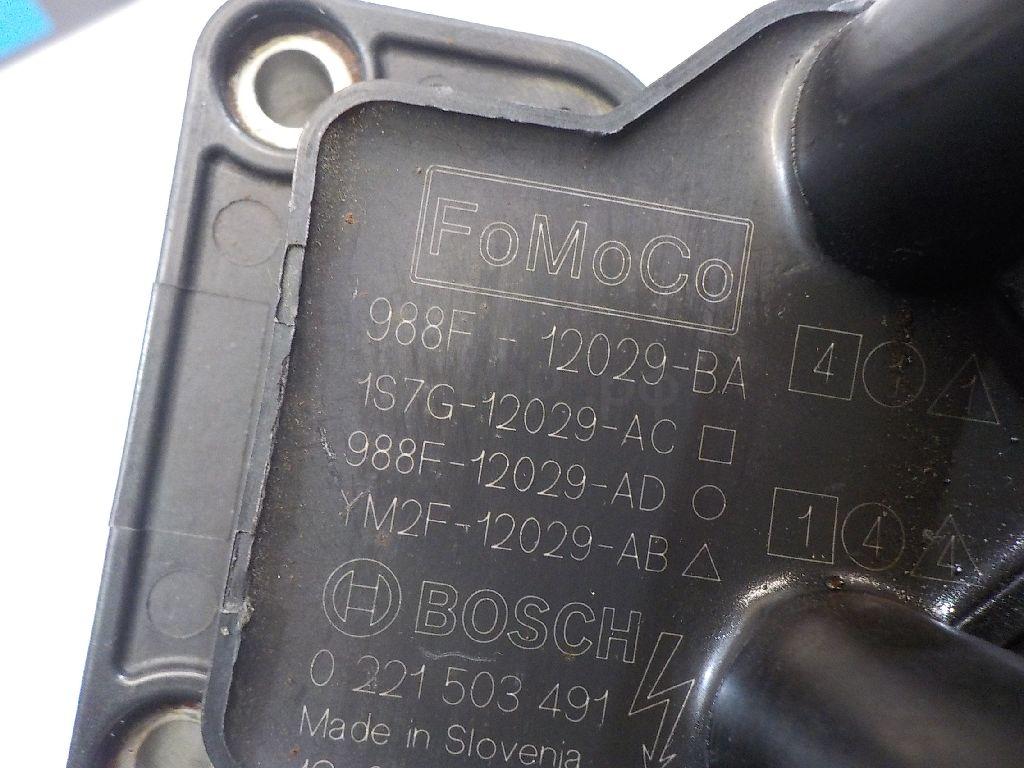 FoMoCo
988F - 12029-BA 4 1 1
1S7G-12029-AC
988F-12029-AD
YM2F-12029-AB 1 4 4
BOSCH
0 221 503 491
Made in Slovenia